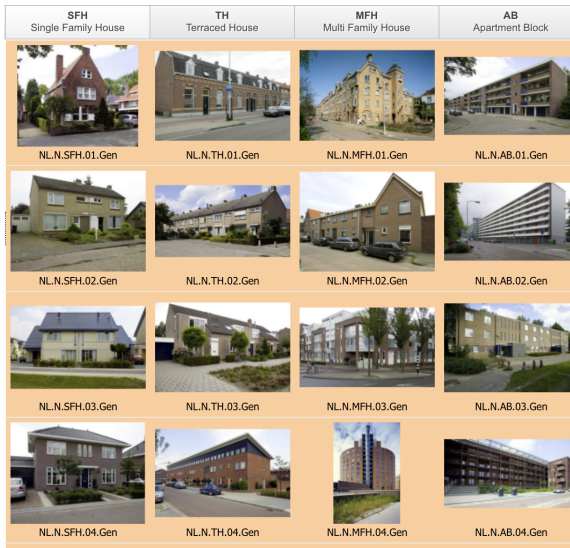 SFH
Single Family House
TH
Terraced House
MFH
Multi Family House
AB
Apartment Block
NL.N.SFH.01.Gen
NL.N.TH.01.Gen
NL.N.MFH.01.Gen
NL.N.AB.01.Gen
NL.N.SFH.02.Gen
NL.N.TH.02.Gen
NL.N.MFH.02.Gen
NL.N.AB.02.Gen
NL.N.SFH.03.Gen
NL.N.TH.03.Gen
NL.N.MFH.03.Gen
NL.N.AB.03.Gen
NL.N.SFH.04.Gen
NL.N.TH.04.Gen
NL.N.MFH.04.Gen
NL.N.AB.04.Gen